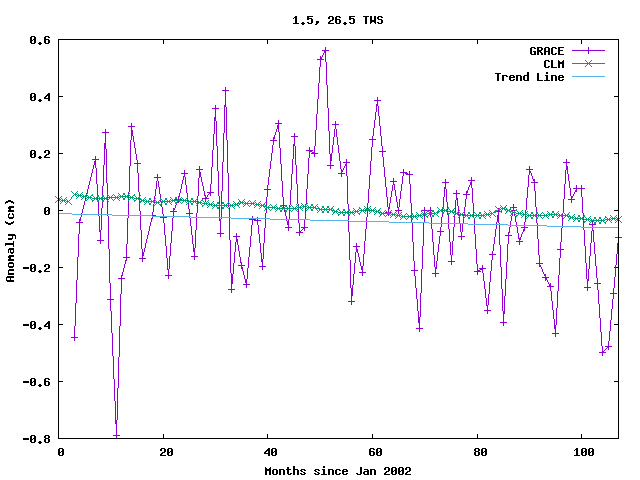 1.5, 26.5 TWS
GRACE
CLM
Trend Line
0.6
0.4
0.2
0
-0.2
-0.4
-0.6
-0.8
Anomaly (cm)
0 20 40 60 80 100
Months since Jan 2002